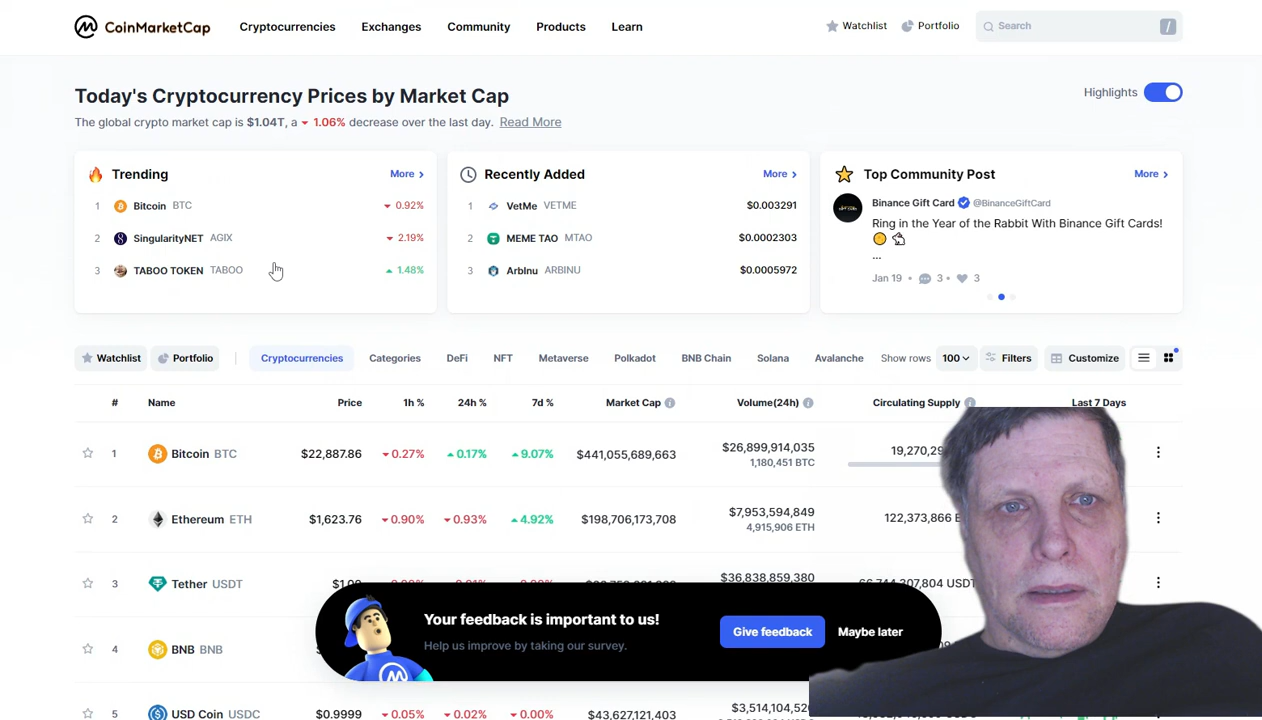 CoinMarketCap Cryptocurrencies Exchanges Community Products Learn Watchlist Portfolio Search /
Today's Cryptocurrency Prices by Market Cap
Highlights
The global crypto market cap is $1.04T, a 1.06% decrease over the last day. Read More
Trending More
1 Bitcoin BTC 0.92%
2 SingularityNET AGIX 2.19%
3 TABOO TOKEN TABOO 1.48%
Recently Added More
1 VetMe VETME $0.003291
2 MEME TAO MTAO $0.0002303
3 ArbInu ARBINU $0.0005972
Top Community Post More
Binance Gift Card @BinanceGiftCard
Ring in the Year of the Rabbit With Binance Gift Cards!
...
Jan 19 • 3 • 3
Watchlist Portfolio Cryptocurrencies Categories DeFi NFT Metaverse Polkadot BNB Chain Solana Avalanche Show rows 100 Filters Customize
# Name Price 1h % 24h % 7d % Market Cap Volume(24h) Circulating Supply Last 7 Days
1 Bitcoin BTC $22,887.86 0.27% 0.17% 9.07% $441,055,689,663 $26,899,914,035 19,270,29
1,180,451 BTC
2 Ethereum ETH $1,623.76 0.90% 0.93% 4.92% $198,706,173,708 $7,953,594,849 122,373,866
4,915,906 ETH
3 Tether USDT $36,838,859,380 USDT
4 BNB BNB
Your feedback is important to us!
Help us improve by taking our survey.
Give feedback Maybe later
5 USD Coin USDC $0.9999 0.05% 0.02% 0.00% $43,627,121,403